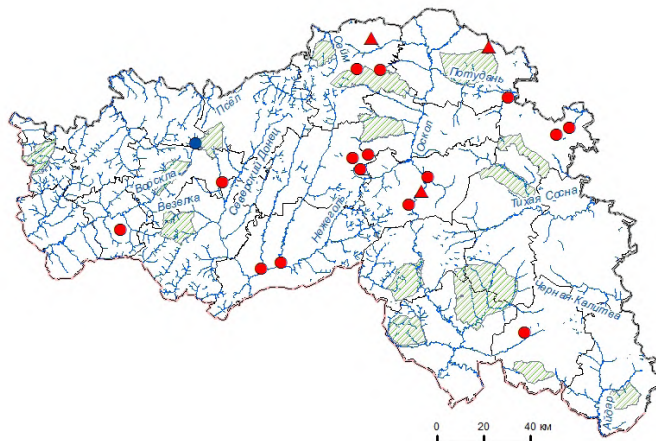 Сейм
Потудань
Псёл
Оскол
Северский Донец
Ворскла
Везелка
Нежеголь
Тихая Сосна
Черная Калитва
Айдар
0 20 40 км